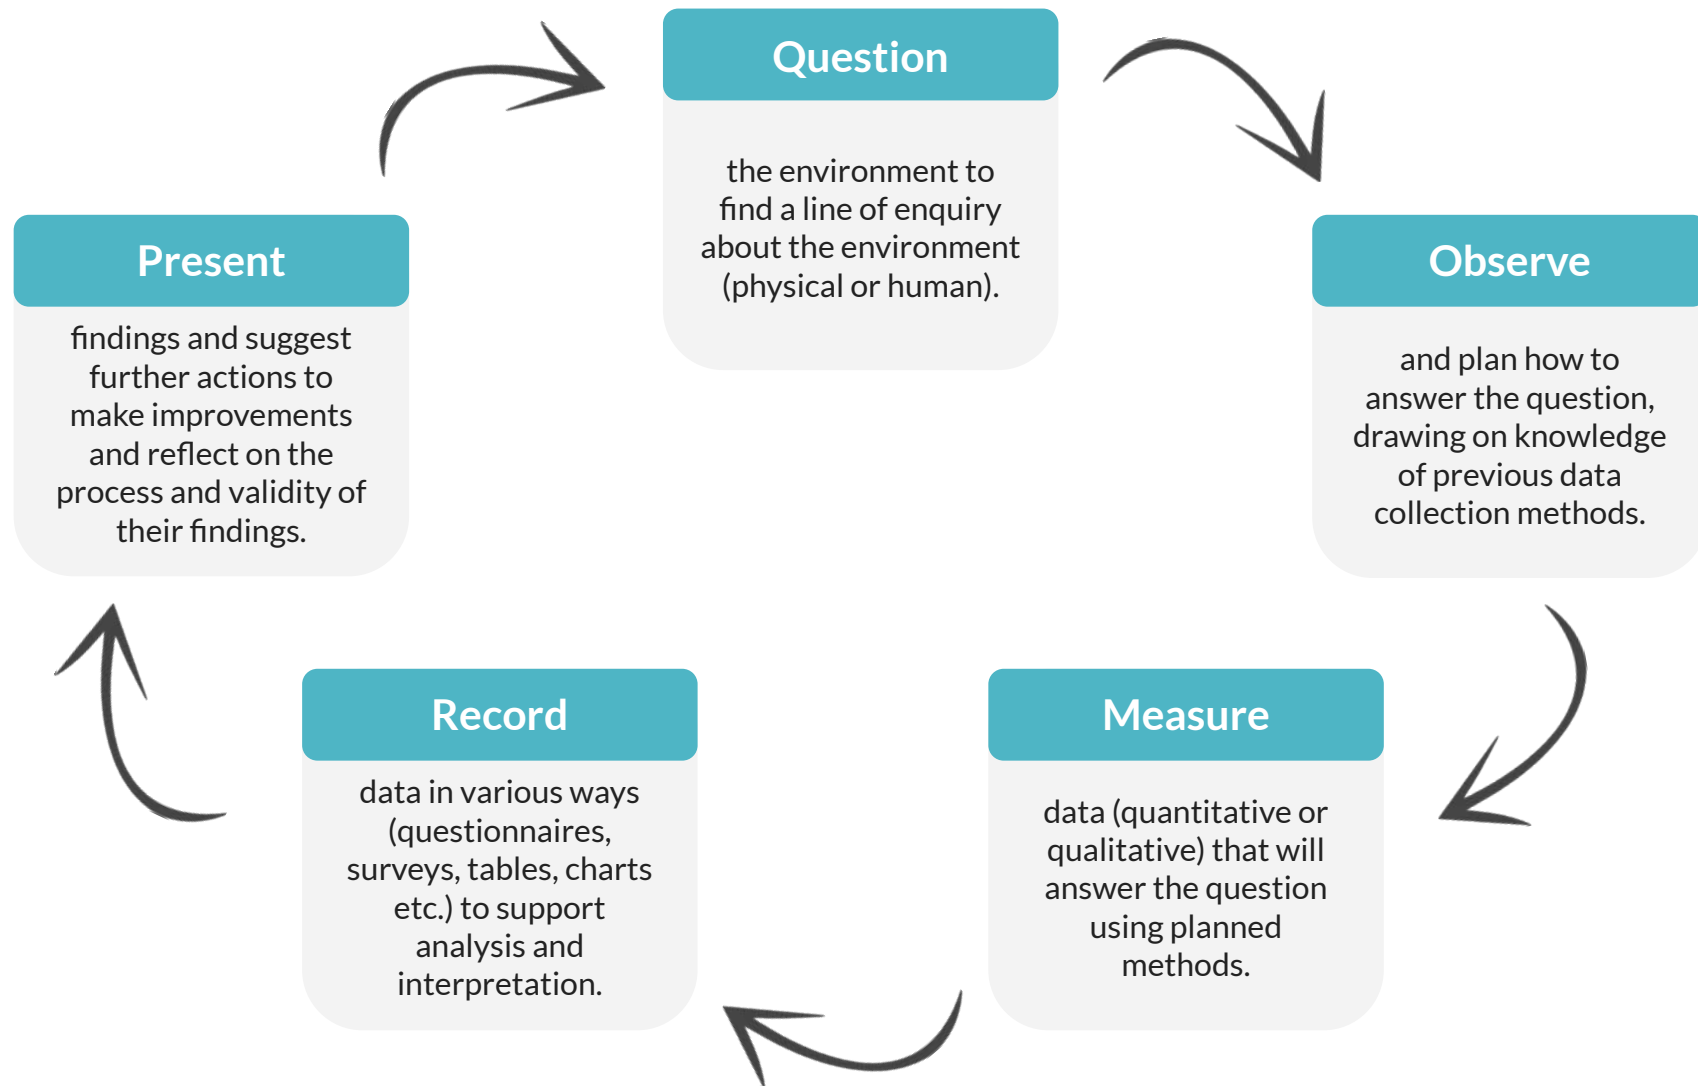 Question
the environment to
find a line of enquiry
about the environment
(physical or human).
Observe
and plan how to
answer the question,
drawing on knowledge
of previous data
collection methods.
Measure
data (quantitative or
qualitative) that will
answer the question
using planned
methods.
Record
data in various ways
(questionnaires,
surveys, tables, charts
etc.) to support
analysis and
interpretation.
Present
findings and suggest
further actions to
make improvements
and reflect on the
process and validity of
their findings.